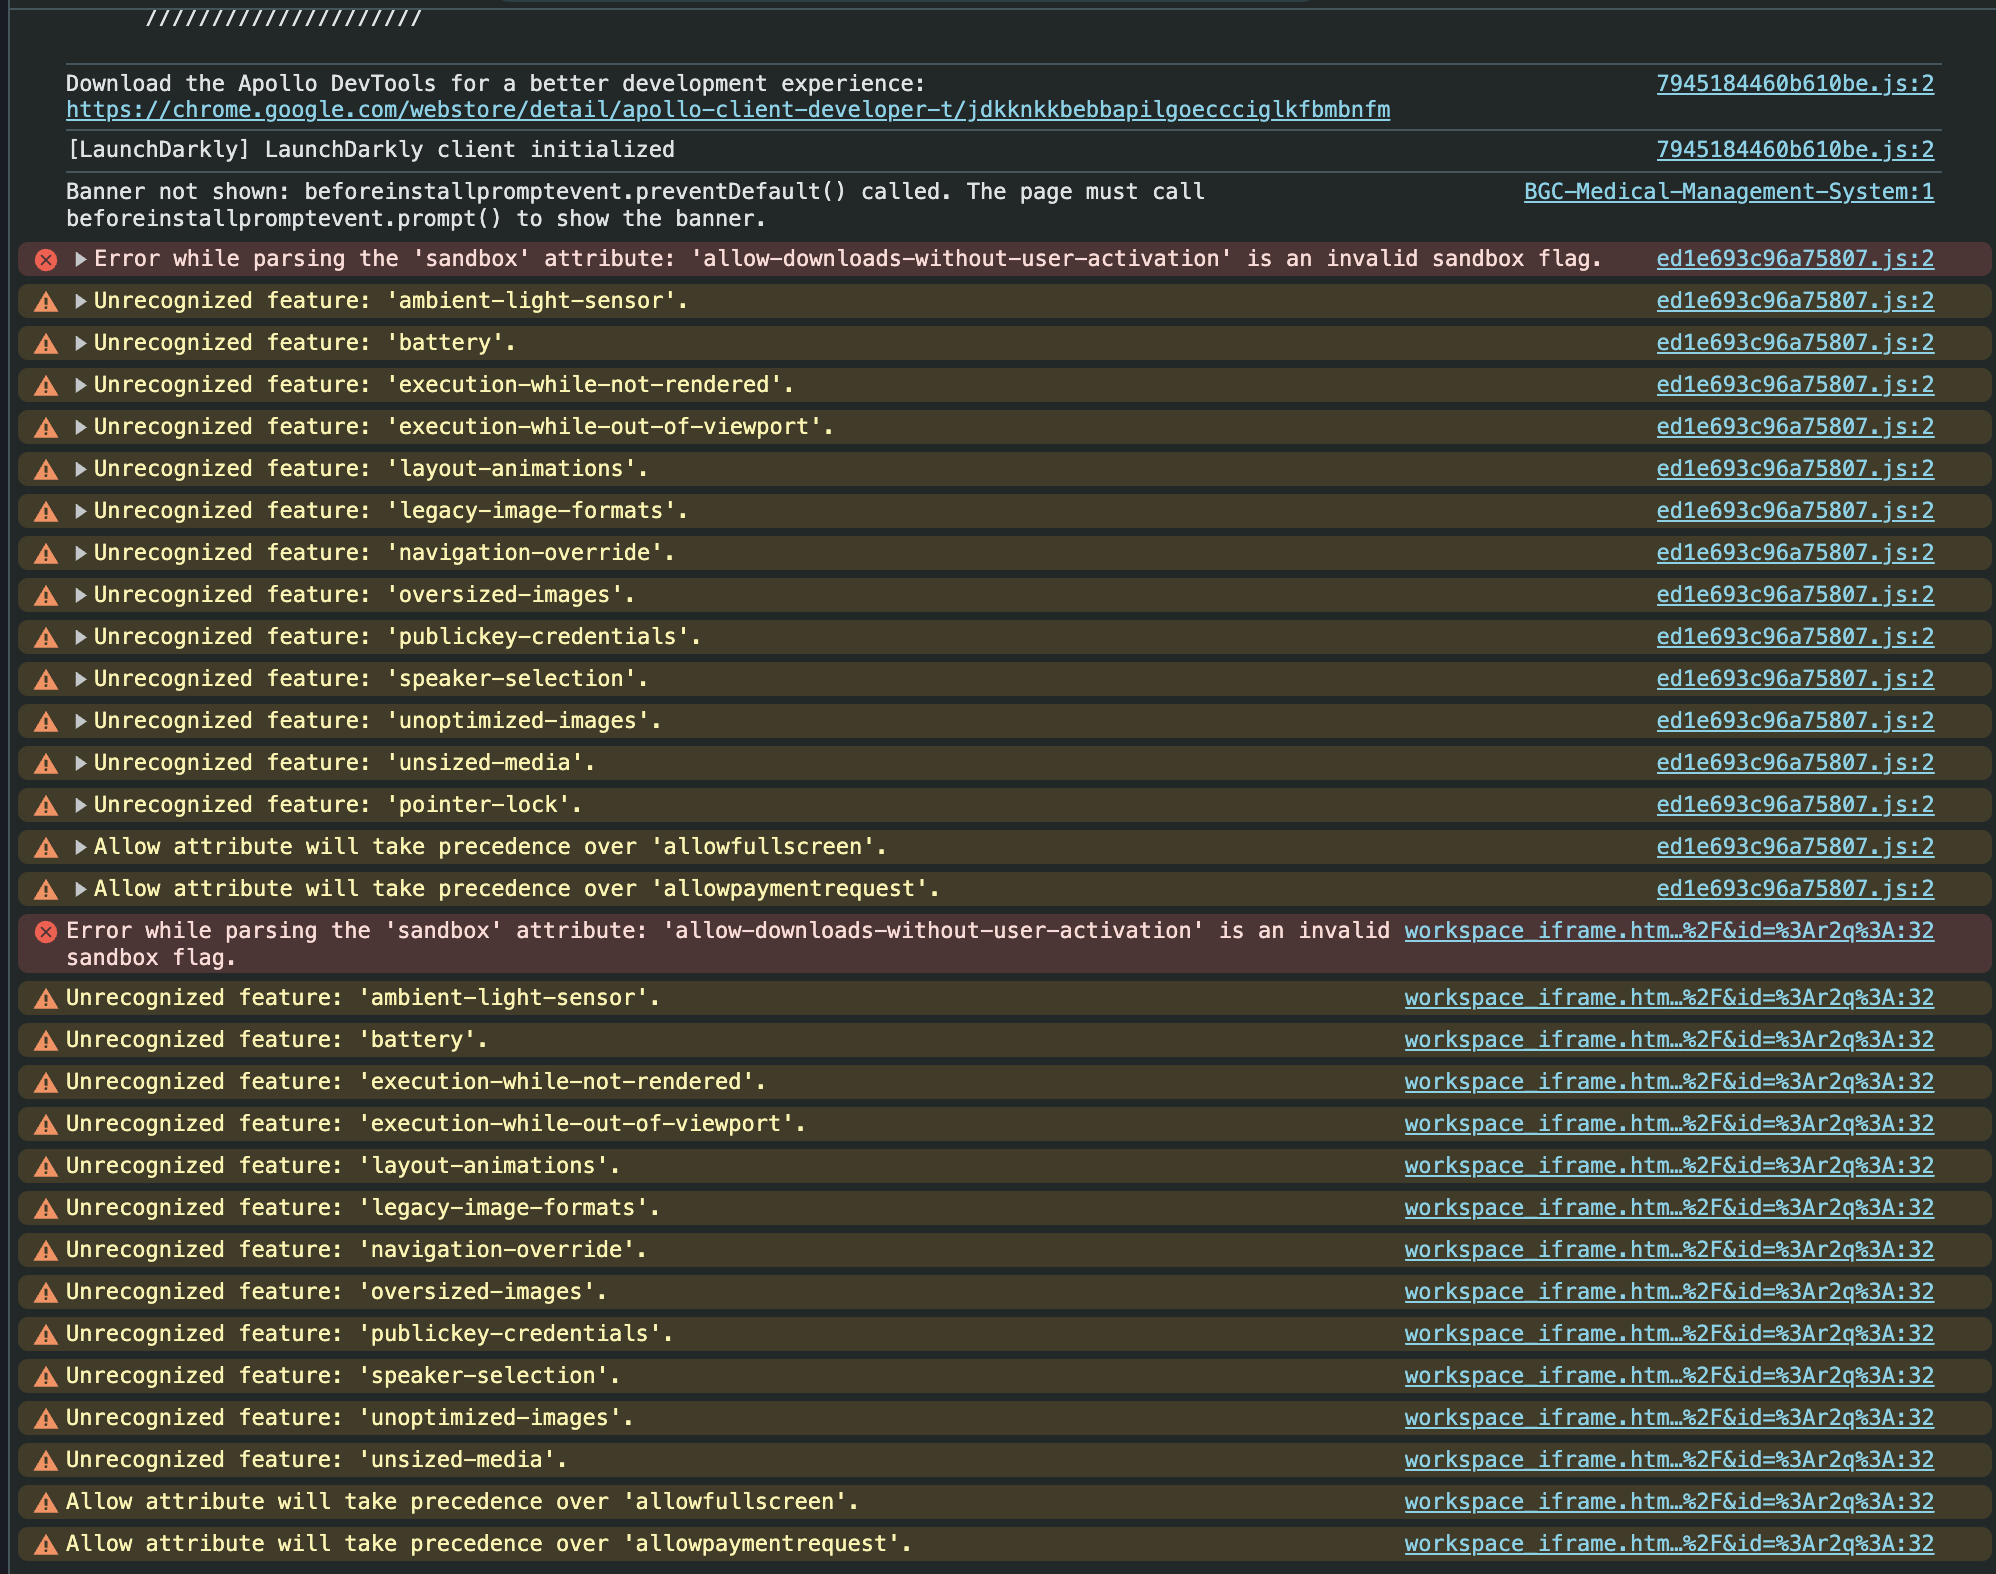 /////////////////////
Download the Apollo DevTools for a better development experience: 7945184460b610be.js:2
https://chrome.google.com/webstore/detail/apollo-client-developer-t/jdkknkkbebbapilgoeccciglkfbmbnfm
[LaunchDarkly] LaunchDarkly client initialized 7945184460b610be.js:2
Banner not shown: beforeinstallpromptevent.preventDefault() called. The page must call BGC-Medical-Management-System:1
beforeinstallpromptevent.prompt() to show the banner.
Error while parsing the 'sandbox' attribute: 'allow-downloads-without-user-activation' is an invalid sandbox flag. ed1e693c96a75807.js:2
Unrecognized feature: 'ambient-light-sensor'. ed1e693c96a75807.js:2
Unrecognized feature: 'battery'. ed1e693c96a75807.js:2
Unrecognized feature: 'execution-while-not-rendered'. ed1e693c96a75807.js:2
Unrecognized feature: 'execution-while-out-of-viewport'. ed1e693c96a75807.js:2
Unrecognized feature: 'layout-animations'. ed1e693c96a75807.js:2
Unrecognized feature: 'legacy-image-formats'. ed1e693c96a75807.js:2
Unrecognized feature: 'navigation-override'. ed1e693c96a75807.js:2
Unrecognized feature: 'oversized-images'. ed1e693c96a75807.js:2
Unrecognized feature: 'publickey-credentials'. ed1e693c96a75807.js:2
Unrecognized feature: 'speaker-selection'. ed1e693c96a75807.js:2
Unrecognized feature: 'unoptimized-images'. ed1e693c96a75807.js:2
Unrecognized feature: 'unsized-media'. ed1e693c96a75807.js:2
Unrecognized feature: 'pointer-lock'. ed1e693c96a75807.js:2
Allow attribute will take precedence over 'allowfullscreen'. ed1e693c96a75807.js:2
Allow attribute will take precedence over 'allowpaymentrequest'. ed1e693c96a75807.js:2
Error while parsing the 'sandbox' attribute: 'allow-downloads-without-user-activation' is an invalid workspace_iframe.htm…%2F&id=%3Ar2q%3A:32
sandbox flag.
Unrecognized feature: 'ambient-light-sensor'. workspace_iframe.htm…%2F&id=%3Ar2q%3A:32
Unrecognized feature: 'battery'. workspace_iframe.htm…%2F&id=%3Ar2q%3A:32
Unrecognized feature: 'execution-while-not-rendered'. workspace_iframe.htm…%2F&id=%3Ar2q%3A:32
Unrecognized feature: 'execution-while-out-of-viewport'. workspace_iframe.htm…%2F&id=%3Ar2q%3A:32
Unrecognized feature: 'layout-animations'. workspace_iframe.htm…%2F&id=%3Ar2q%3A:32
Unrecognized feature: 'legacy-image-formats'. workspace_iframe.htm…%2F&id=%3Ar2q%3A:32
Unrecognized feature: 'navigation-override'. workspace_iframe.htm…%2F&id=%3Ar2q%3A:32
Unrecognized feature: 'oversized-images'. workspace_iframe.htm…%2F&id=%3Ar2q%3A:32
Unrecognized feature: 'publickey-credentials'. workspace_iframe.htm…%2F&id=%3Ar2q%3A:32
Unrecognized feature: 'speaker-selection'. workspace_iframe.htm…%2F&id=%3Ar2q%3A:32
Unrecognized feature: 'unoptimized-images'. workspace_iframe.htm…%2F&id=%3Ar2q%3A:32
Unrecognized feature: 'unsized-media'. workspace_iframe.htm…%2F&id=%3Ar2q%3A:32
Allow attribute will take precedence over 'allowfullscreen'. workspace_iframe.htm…%2F&id=%3Ar2q%3A:32
Allow attribute will take precedence over 'allowpaymentrequest'. workspace_iframe.htm…%2F&id=%3Ar2q%3A:32